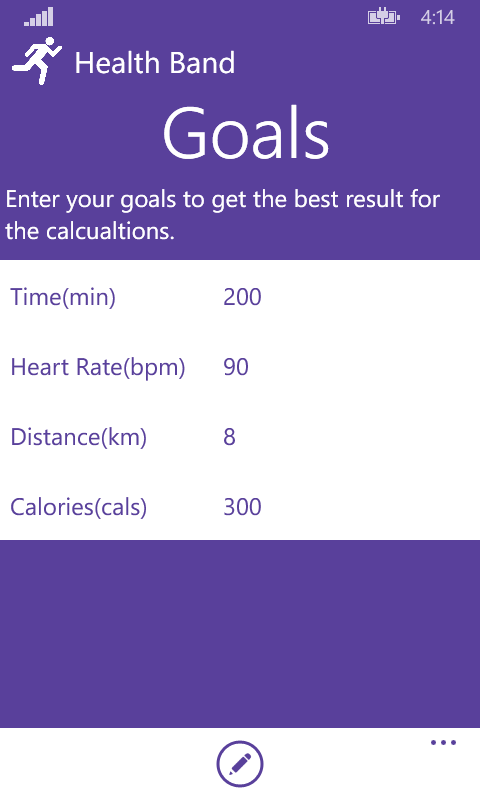 4:14
Health Band
Goals
Enter your goals to get the best result for
the calcualtions.
Time(min) 200
Heart Rate(bpm) 90
Distance(km) 8
Calories(cals) 300